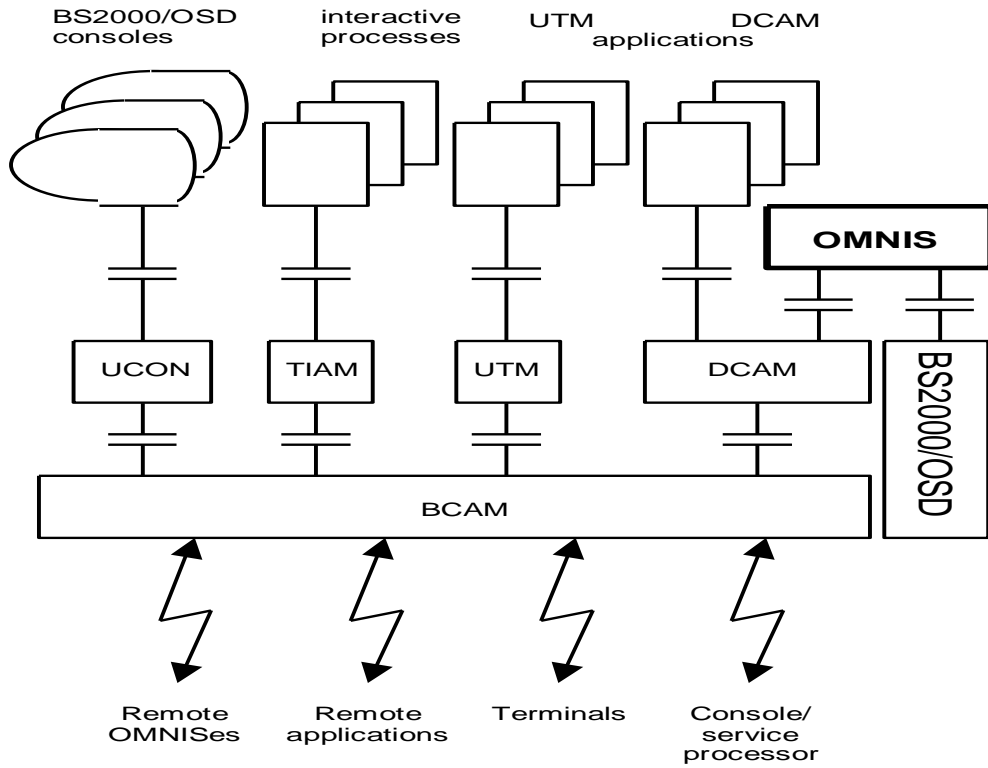 BS2000/OSD
consoles
interactive
processes
UTM DCAM
applications
OMNIS
UCON
TIAM
UTM
DCAM
BS2000/OSD
BCAM
Remote
OMNISes
Remote
applications
Terminals
Console/
service
processor